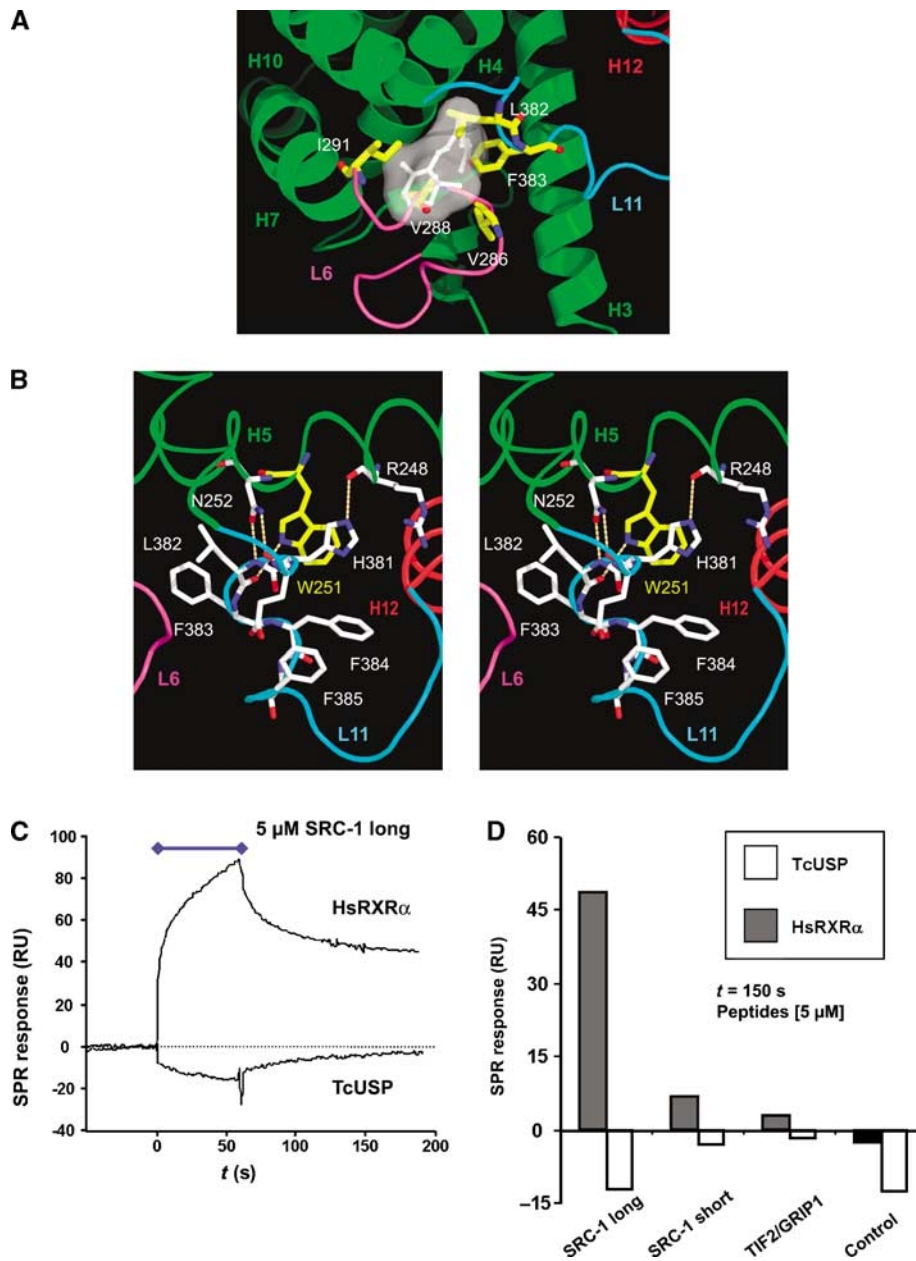 A
H10
H4
H12
L382
I291
F383
L11
H7
V288
V286
L6
H3
B
H5
R248
N252
L382
H381
W251
H12
F383
F384
L6
F385
L11
H5
R248
N252
L382
H381
W251
H12
F383
F384
L6
F385
L11
C
5 µM SRC-1 long
100
80
60
40
20
0
-20
-40
SPR response (RU)
HsRXRα
TcUSP
0 50 100 150 200
t (s)
D
60
45
30
15
0
–15
SPR response (RU)
TcUSP
HsRXRα
t = 150 s
Peptides [5 µM]
SRC-1 long
SRC-1 short
TIF2/GRIP1
Control